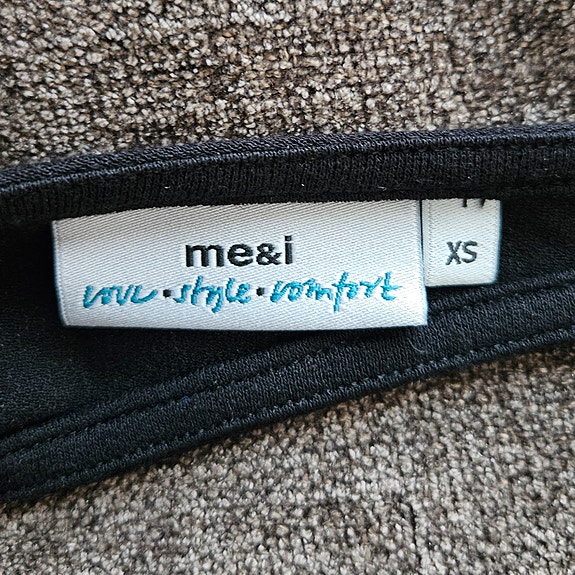 me&i
love • style • comfort
XS